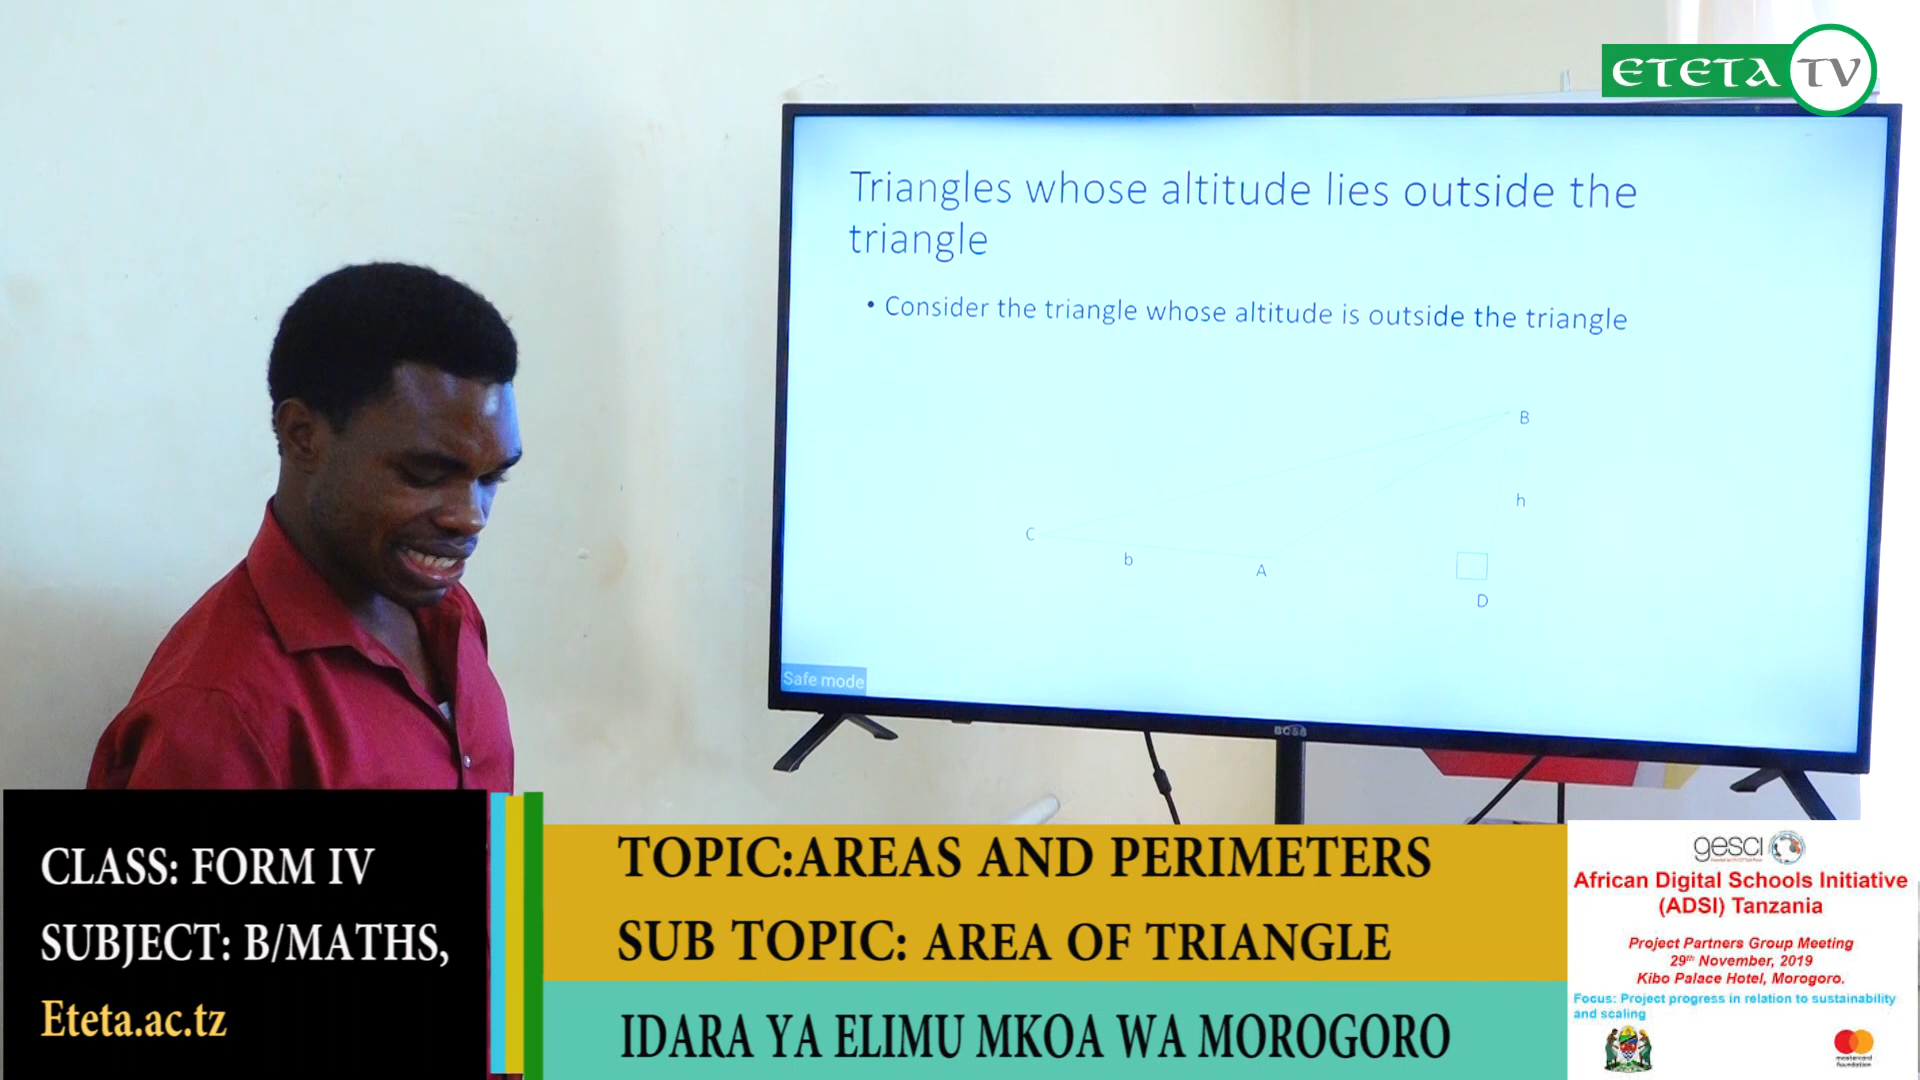 ETETA TV
Triangles whose altitude lies outside the
triangle
• Consider the triangle whose altitude is outside the triangle
B
h
C
b
A
D
Safe mode
CLASS: FORM IV
SUBJECT: B/MATHS,
Eteta.ac.tz
TOPIC:AREAS AND PERIMETERS
SUB TOPIC: AREA OF TRIANGLE
IDARA YA ELIMU MKOA WA MOROGORO
gesci
African Digital Schools Initiative
(ADSI) Tanzania
Project Partners Group Meeting
29th November, 2019
Kibo Palace Hotel, Morogoro.
Focus: Project progress in relation to sustainability
and scaling
mastercard
foundation